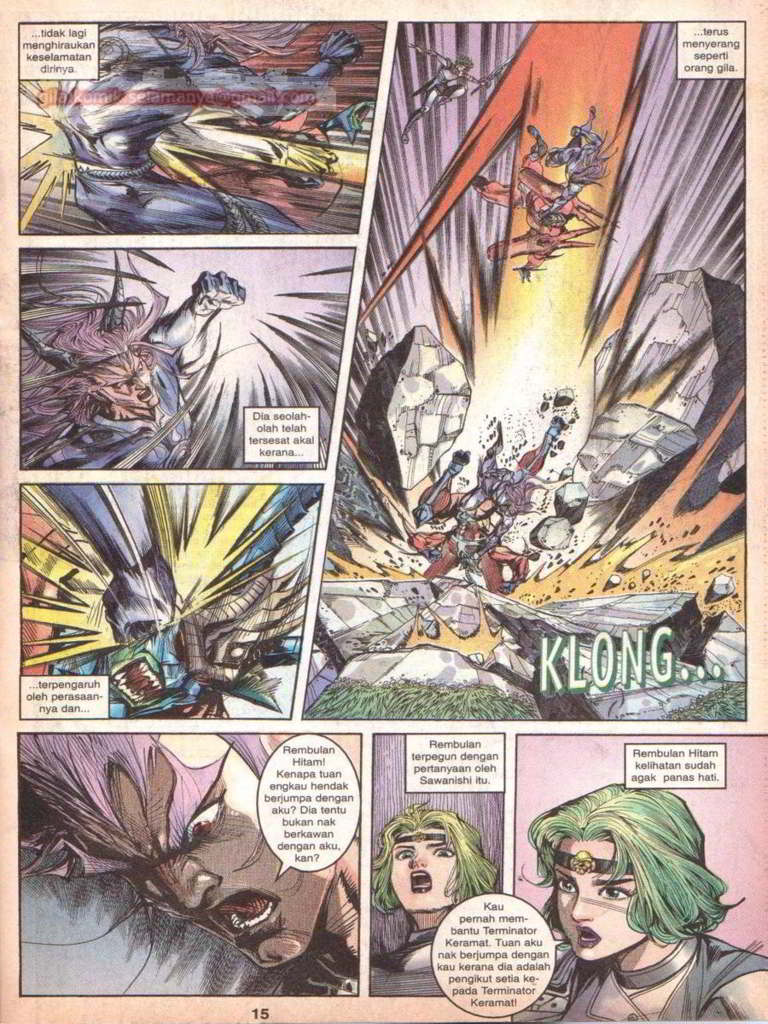 ...tidak lagi
menghiraukan
keselamatan
dirinya.
Dia seolah-
olah telah
tersesat akal
kerana...
...terpengaruh
oleh perasaan-
nya dan...
...terus
menyerang
seperti
orang gila.
KLONG...
Rembulan
Hitam!
Kenapa tuan
engkau hendak
berjumpa dengan
aku? Dia tentu
bukan nak
berkawan
dengan aku,
kan?
Rembulan
terpegun dengan
pertanyaan oleh
Sawanishi itu.
Rembulan Hitam
kelihatan sudah
agak panas hati.
Kau
pernah mem-
bantu Terminator
Keramat. Tuan aku
nak berjumpa dengan
kau kerana dia adalah
pengikut setia ke-
pada Terminator
Keramat!
15